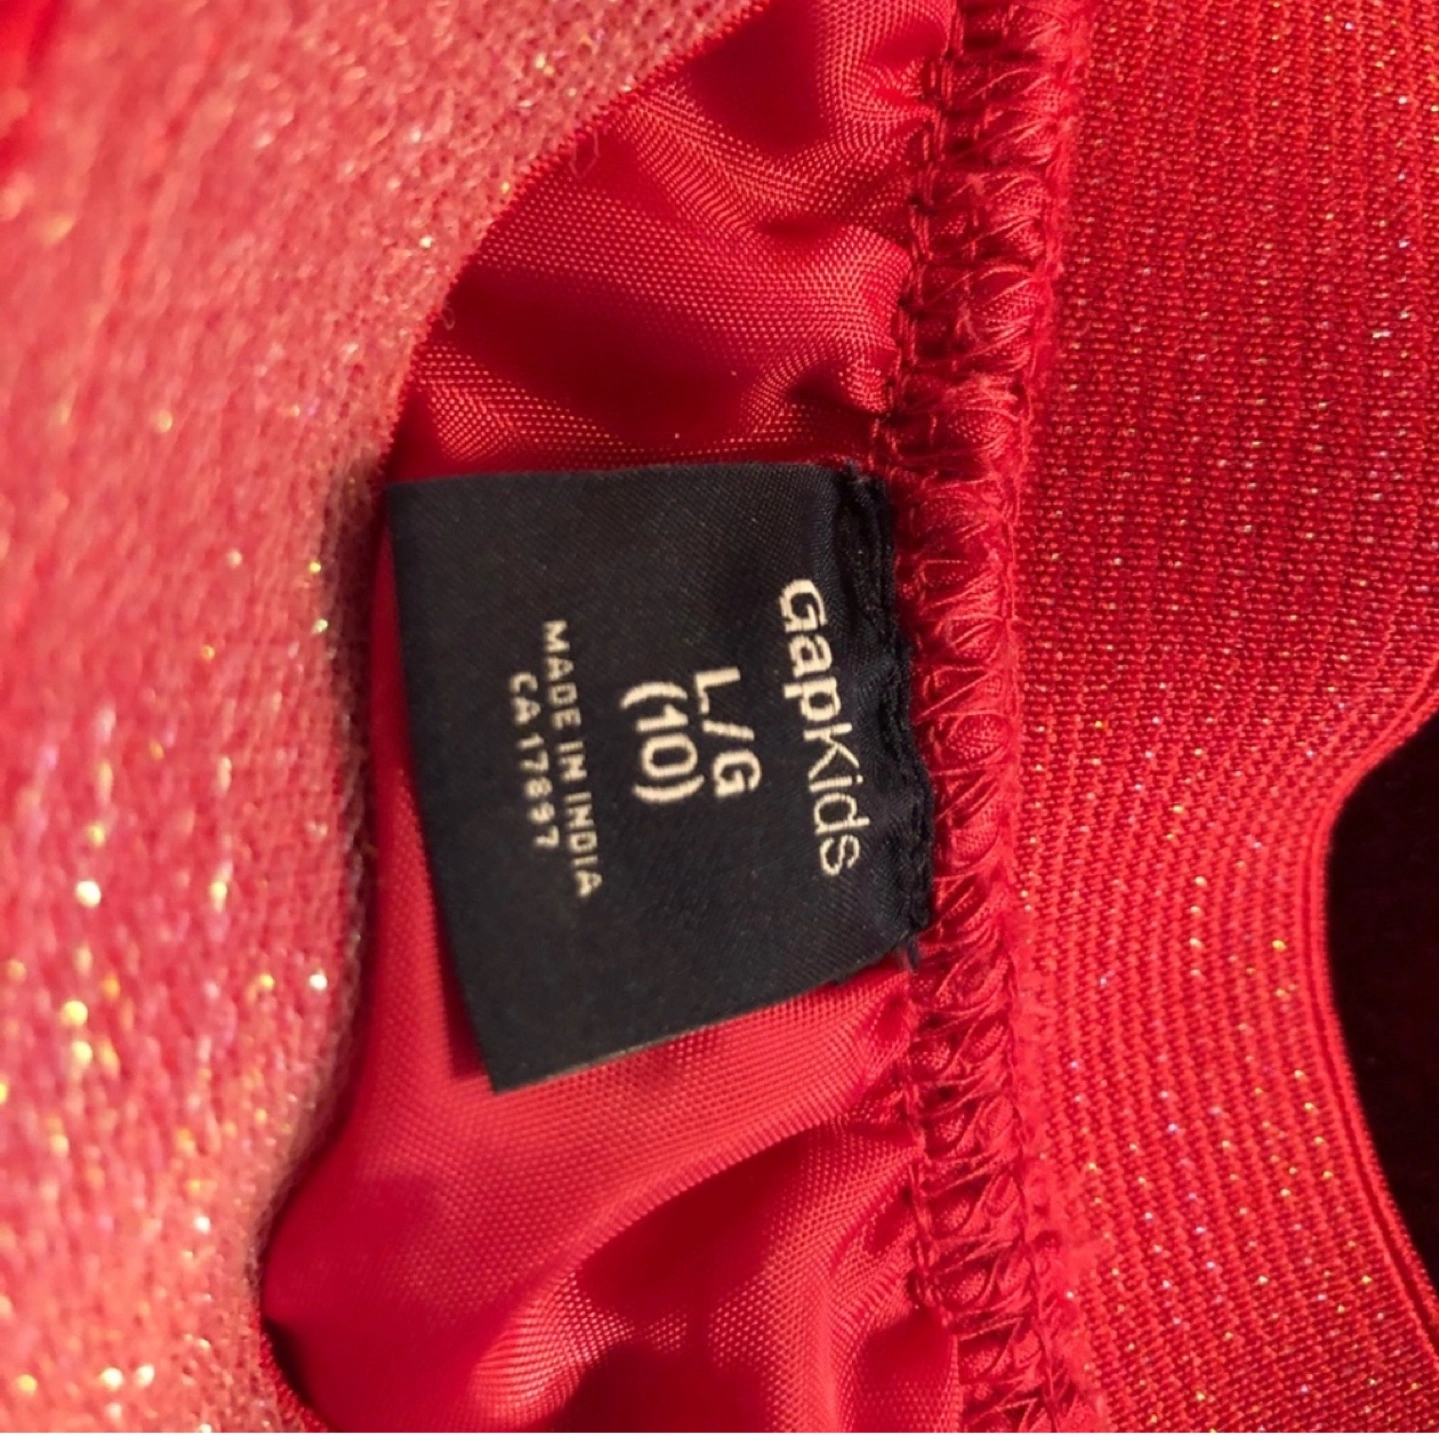 GapKids
L/G
(10)
MADE IN INDIA
CA 17897